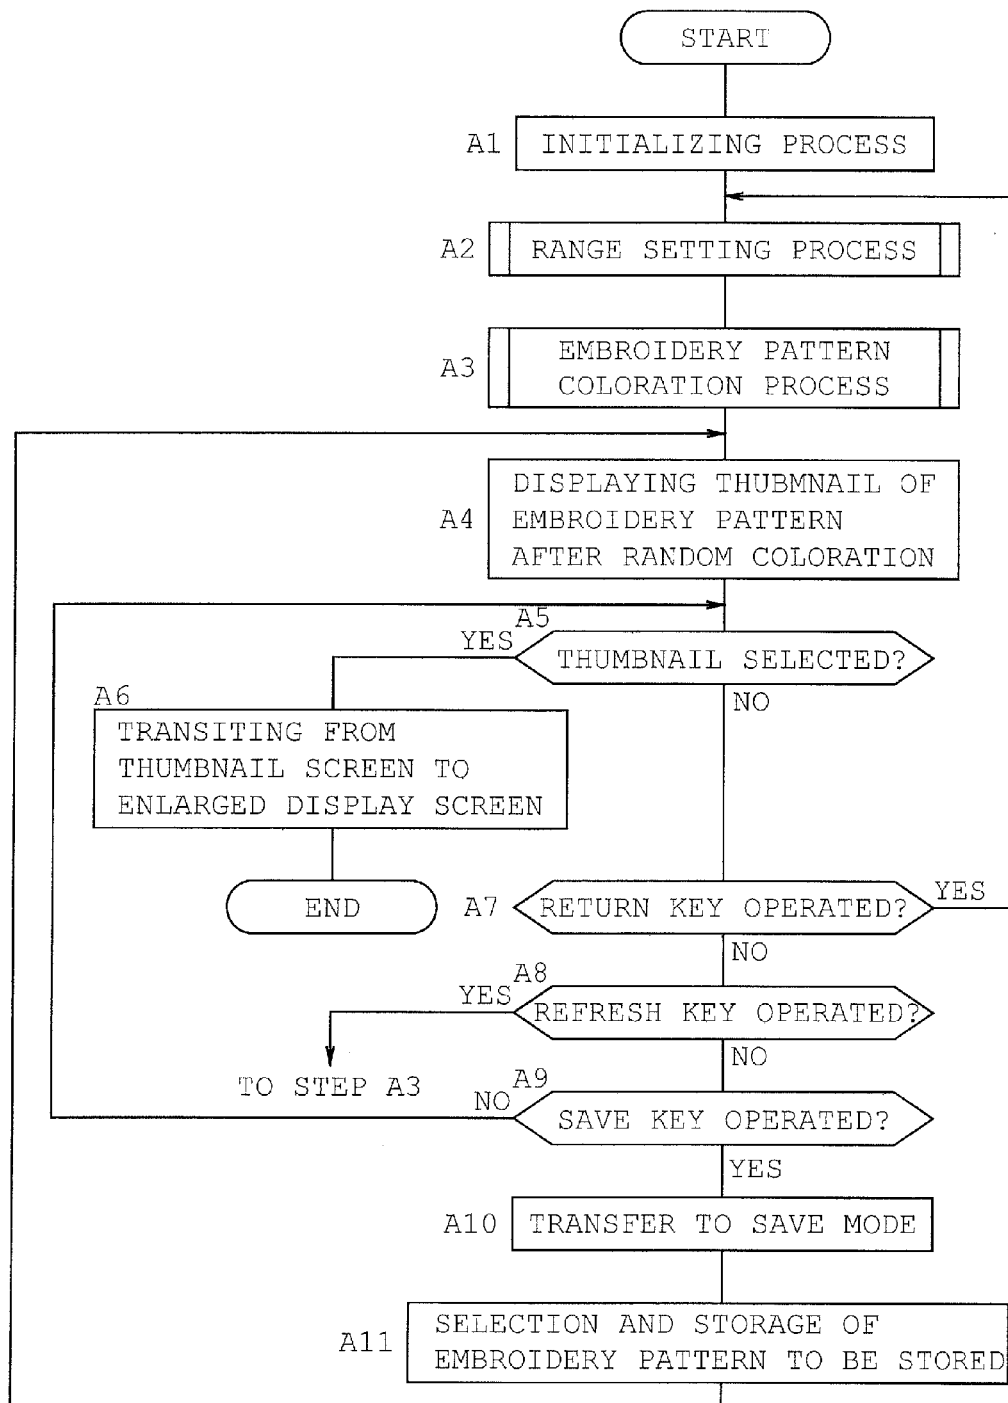 START
A1 INITIALIZING PROCESS
A2 RANGE SETTING PROCESS
A3 EMBROIDERY PATTERN
COLORATION PROCESS
A4 DISPLAYING THUBMNAIL OF
EMBROIDERY PATTERN
AFTER RANDOM COLORATION
A5
YES THUMBNAIL SELECTED?
NO
A6
TRANSITING FROM
THUMBNAIL SCREEN TO
ENLARGED DISPLAY SCREEN
END
A7 RETURN KEY OPERATED? YES
NO
A8
YES REFRESH KEY OPERATED?
NO
TO STEP A3
A9
NO SAVE KEY OPERATED?
YES
A10 TRANSFER TO SAVE MODE
A11 SELECTION AND STORAGE OF
EMBROIDERY PATTERN TO BE STORED